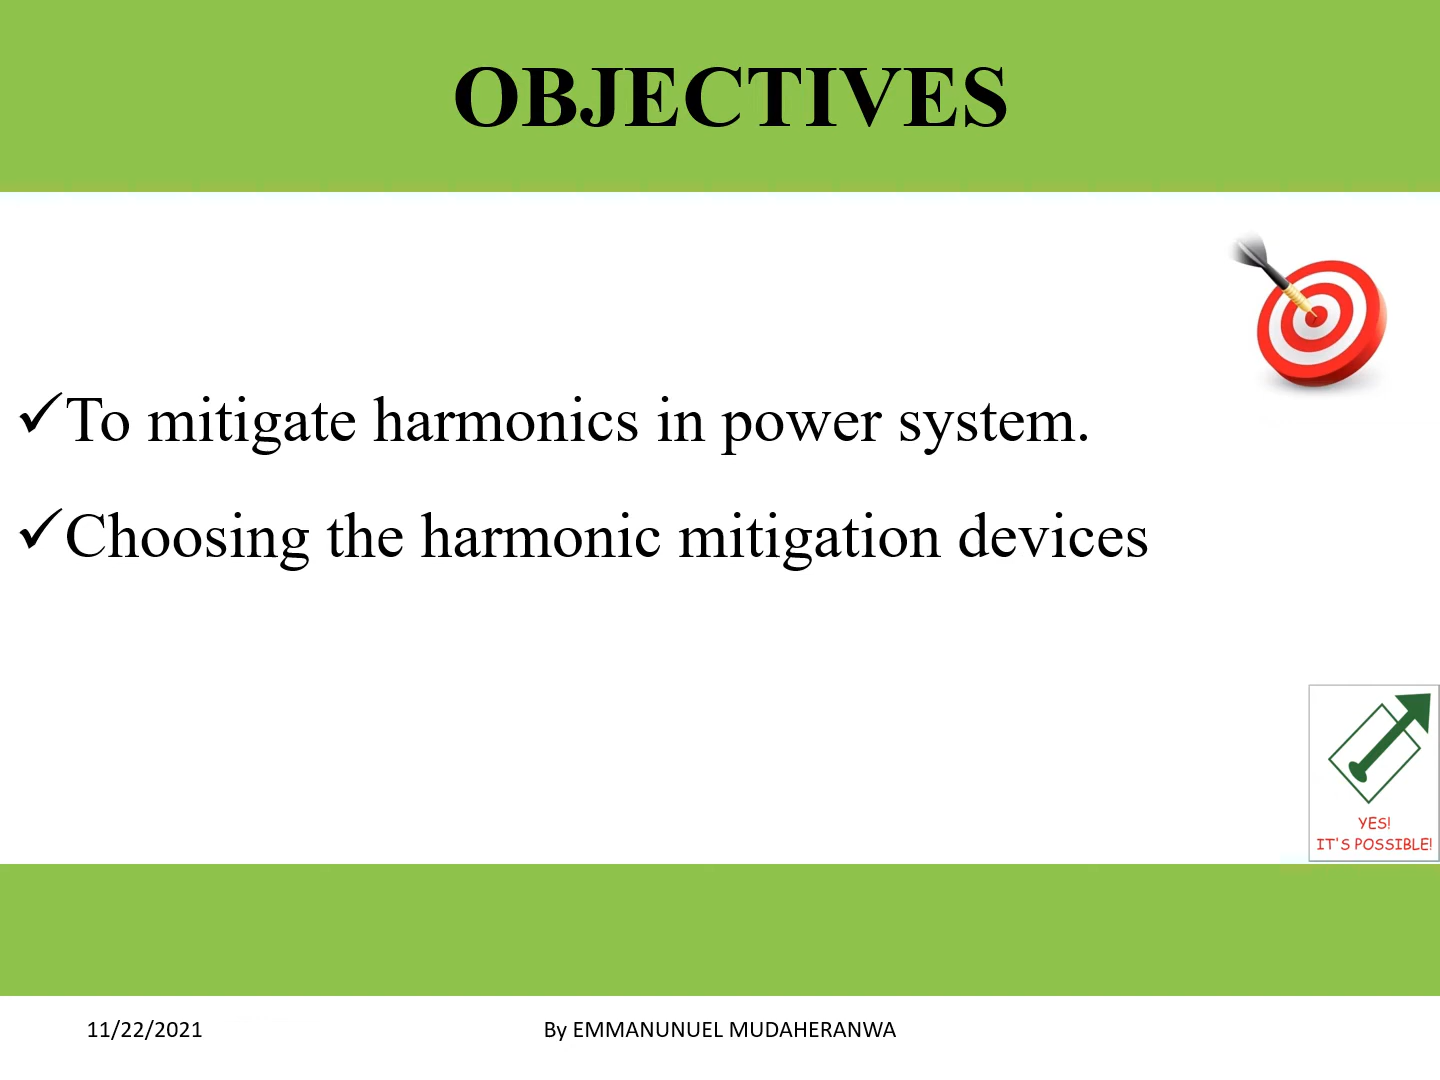 OBJECTIVES
✓To mitigate harmonics in power system.
✓Choosing the harmonic mitigation devices
YES!
IT'S POSSIBLE!
11/22/2021
By EMMANUNUEL MUDAHERANWA